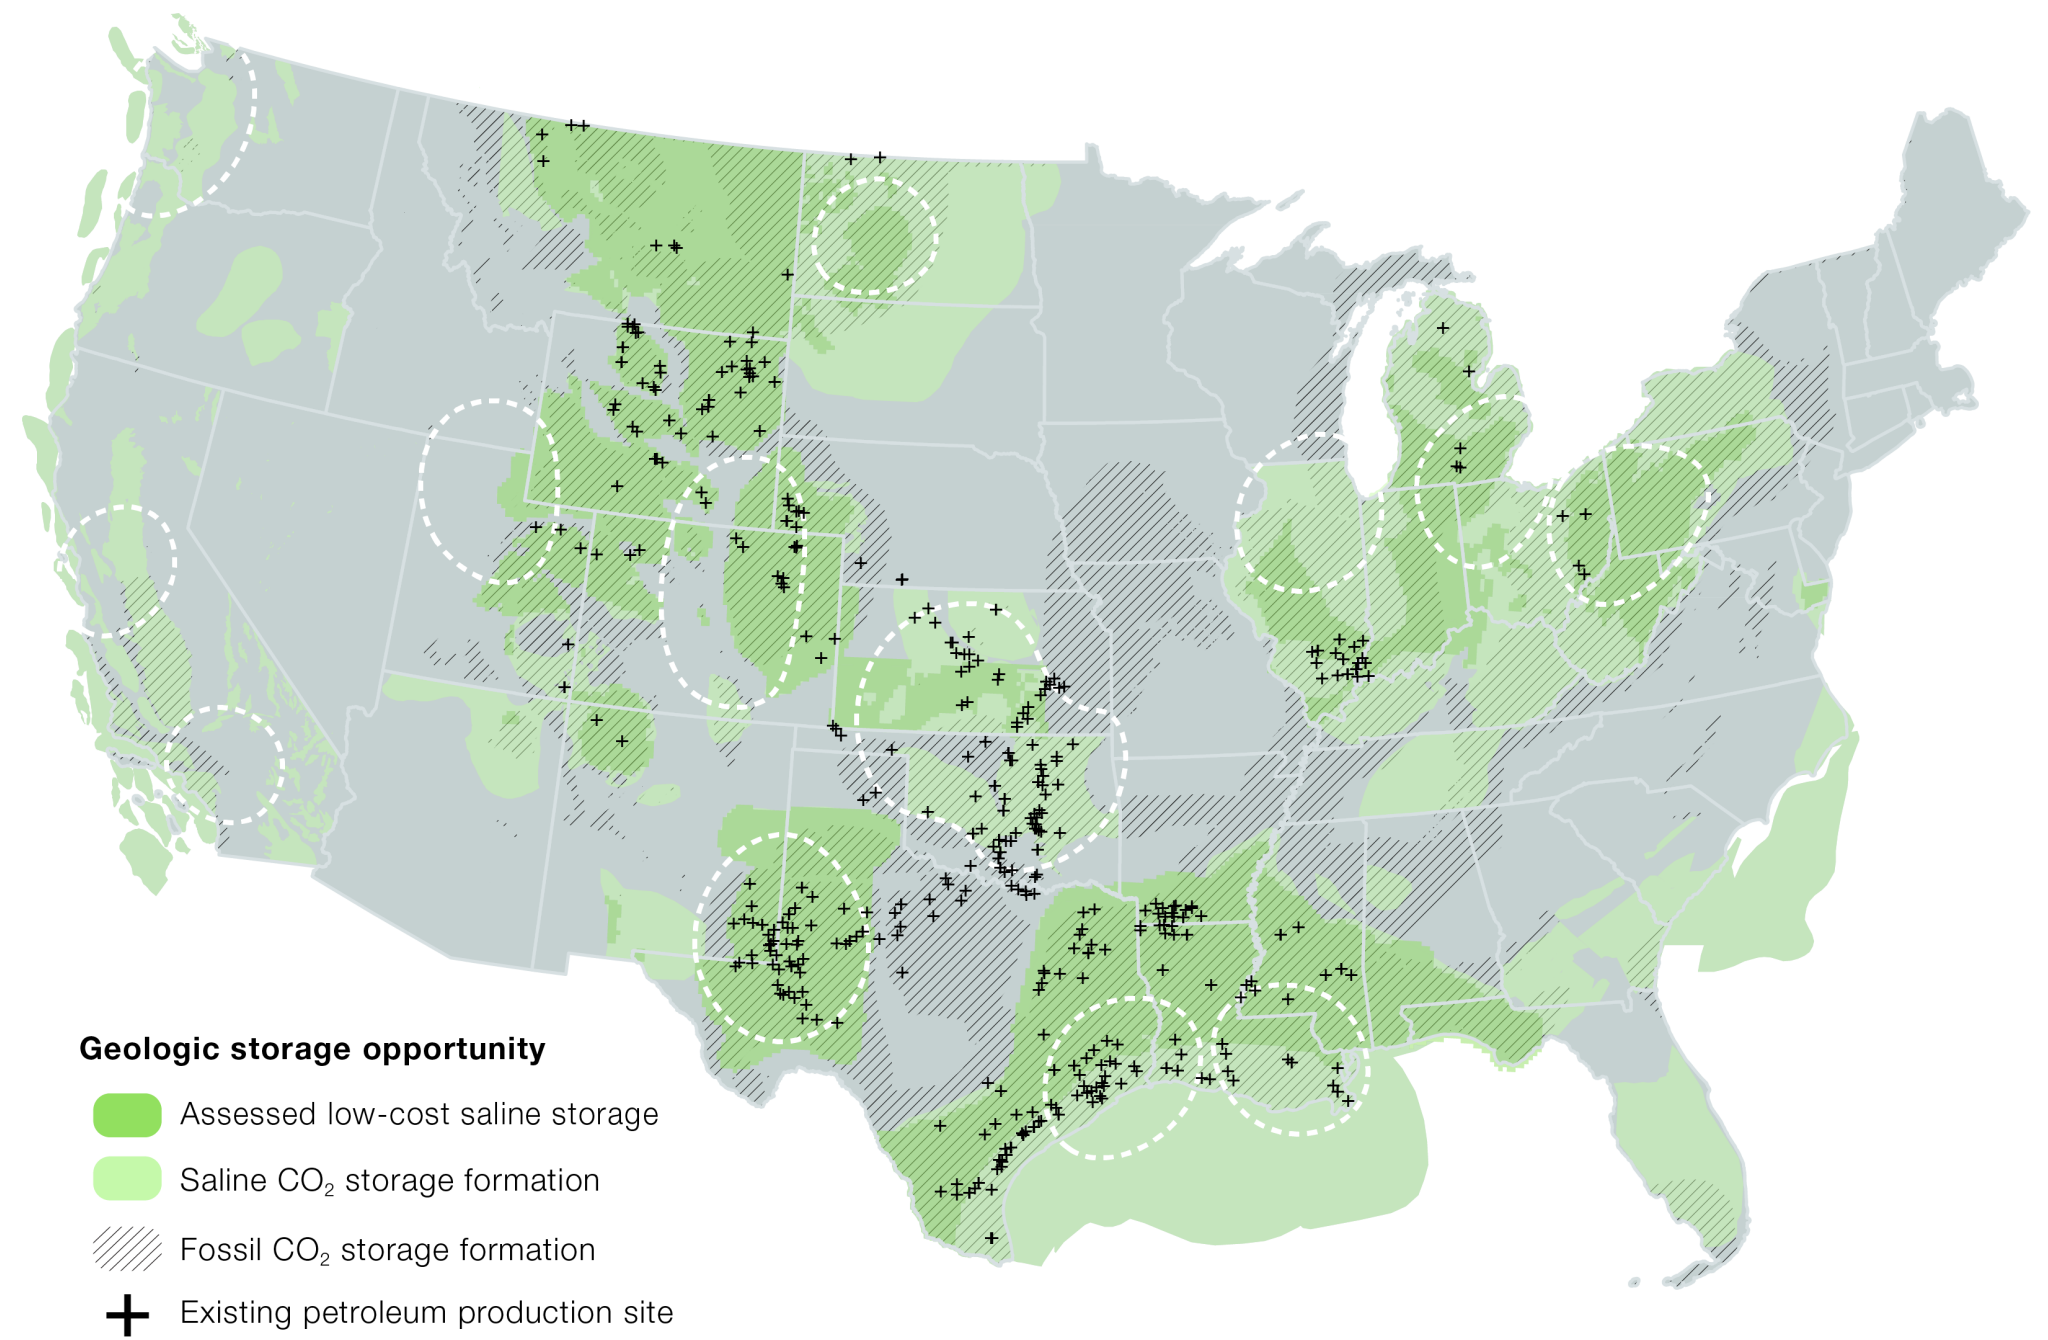 Geologic storage opportunity
Assessed low-cost saline storage
Saline CO₂ storage formation
Fossil CO₂ storage formation
Existing petroleum production site